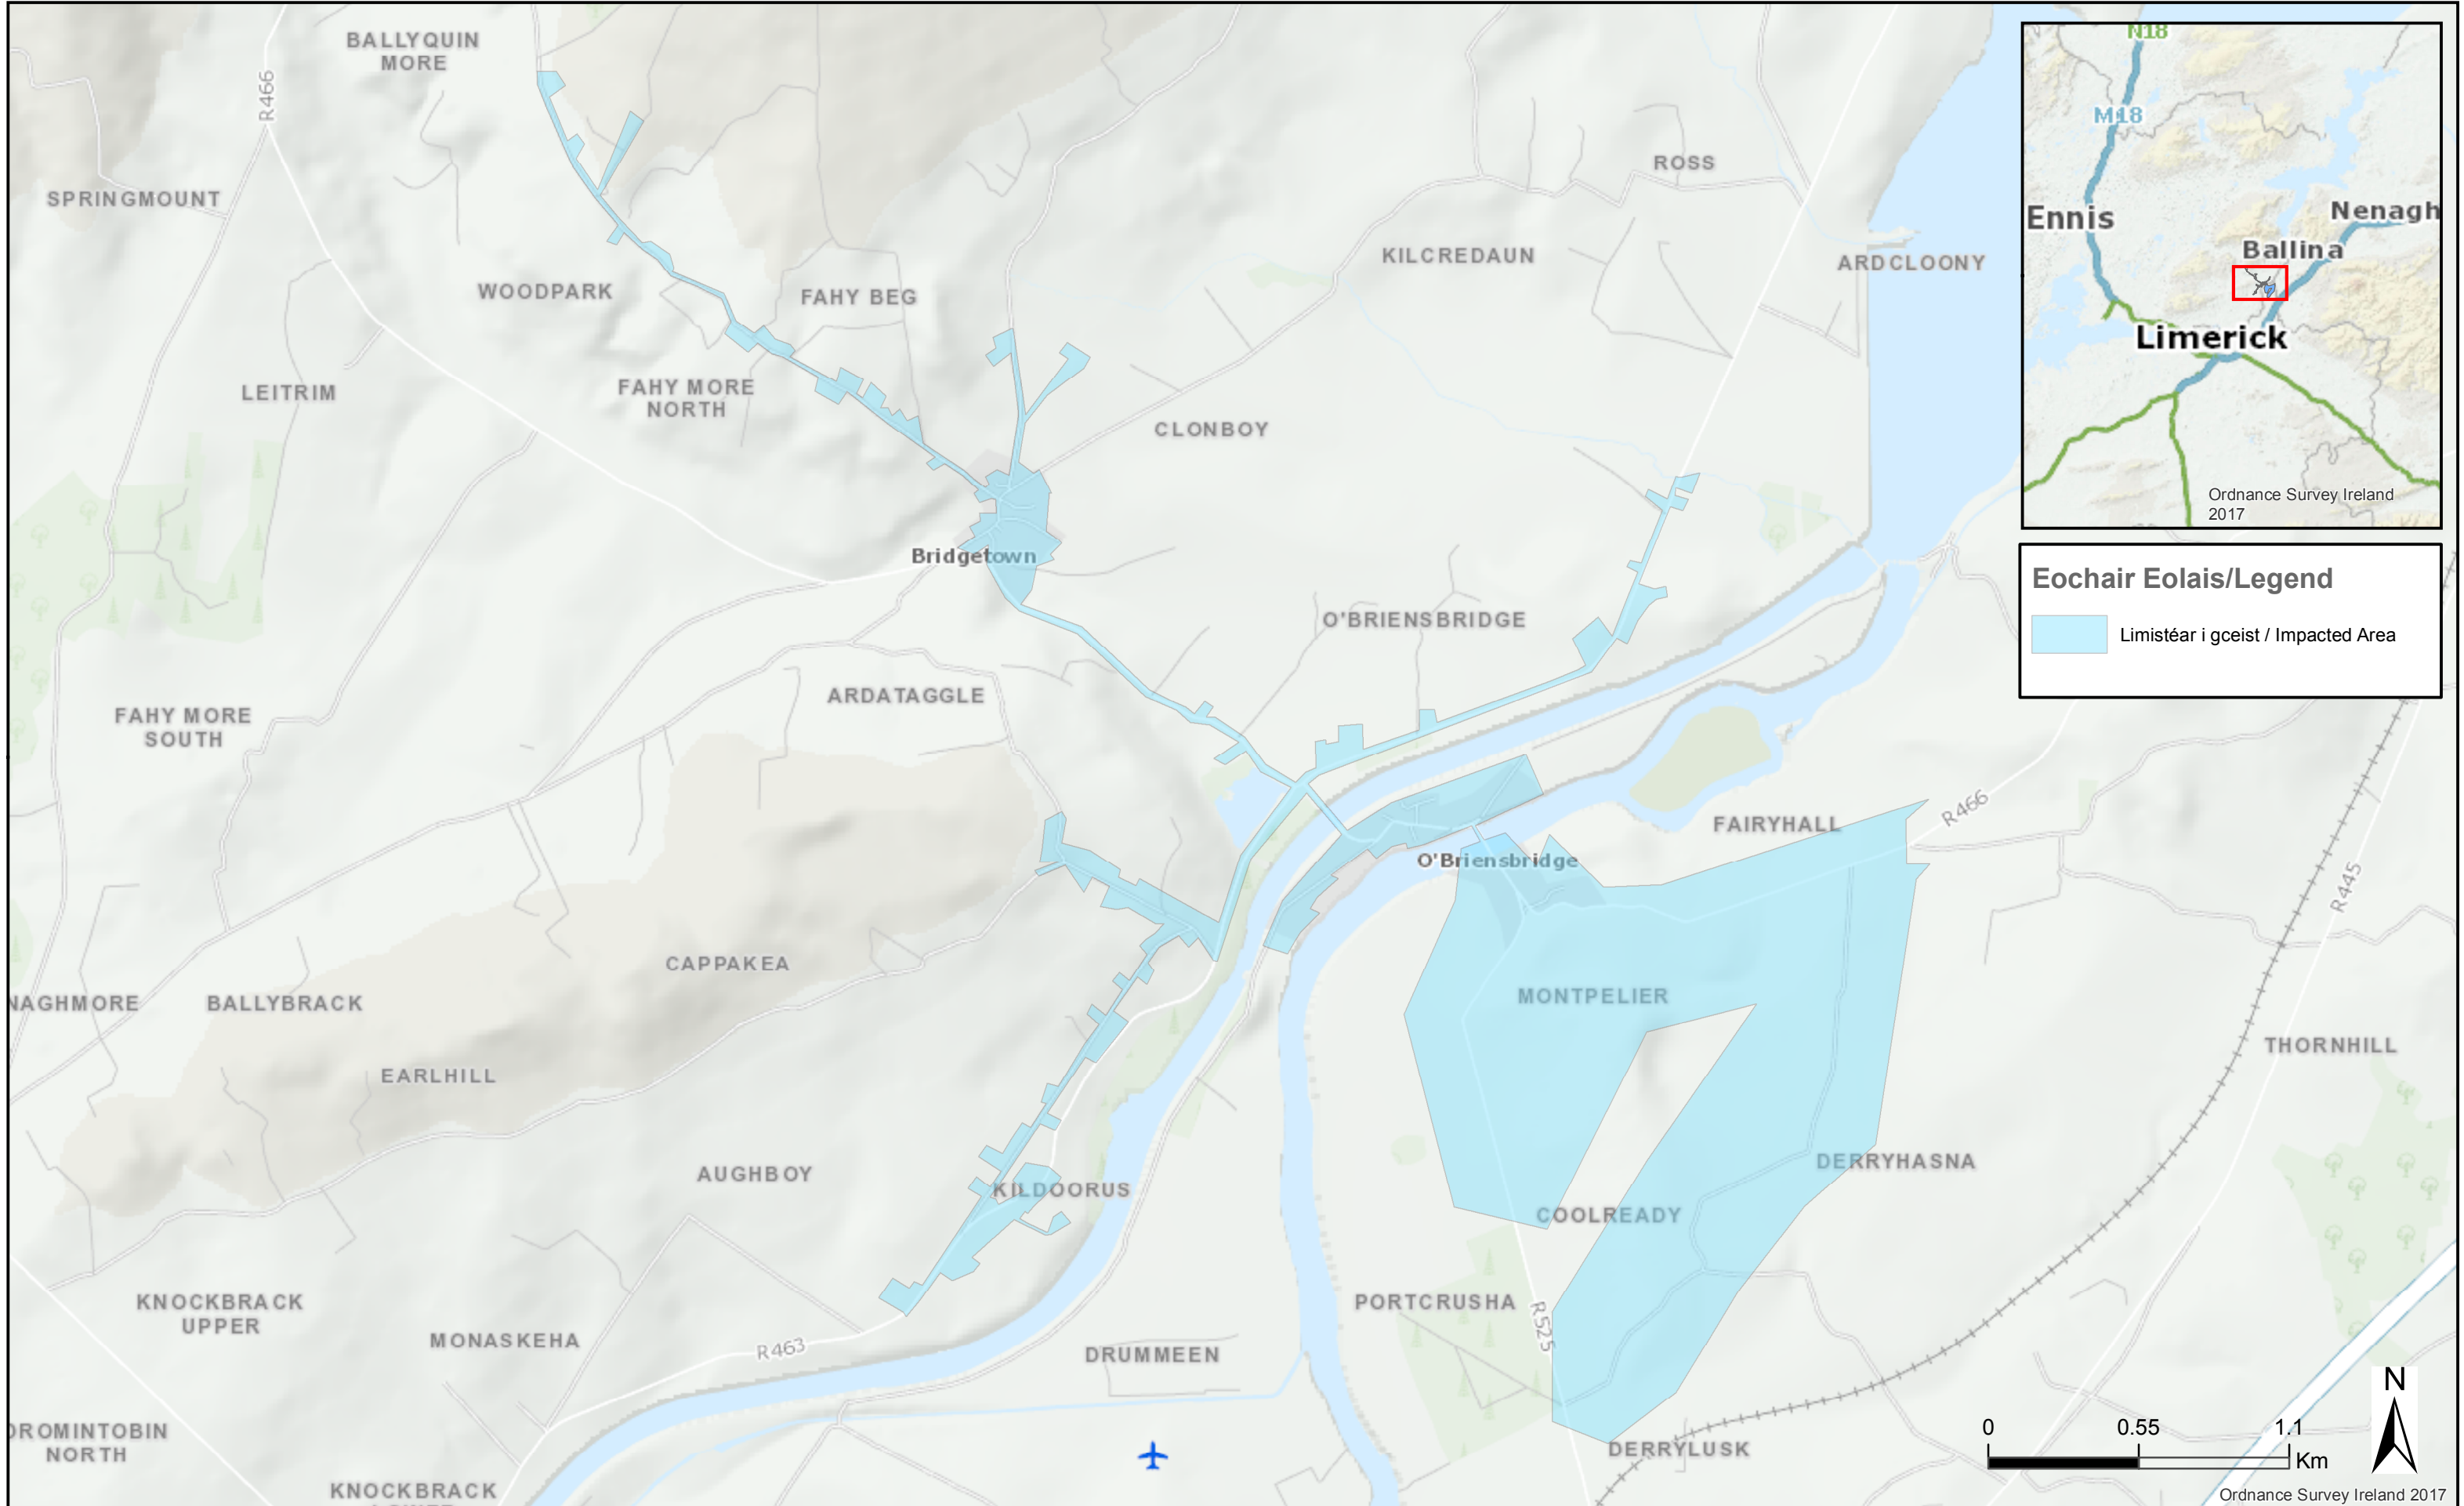 BALLYQUIN
MORE
R466
SPRINGMOUNT
WOODPARK
FAHY BEG
LEITRIM
FAHY MORE
NORTH
CLONBOY
KILCREDAUN
ROSS
ARDCLOONY
Bridgetown
O'BRIENSBRIDGE
ARDATAGGLE
FAHY MORE
SOUTH
FAIRYHALL
R466
O'Briensbridge
R445
CAPPAKEA
MONTPELIER
NAGHMORE
BALLYBRACK
THORNHILL
EARLHILL
AUGHBOY
KILDOORUS
DERRYHASNA
COOLREADY
KNOCKBRACK
UPPER
MONASKEHA
R463
DRUMMEEN
PORTCRUSHA
R525
DROMINTOBIN
NORTH
DERRYLUSK
KNOCKBRACK
N18
M18
Ennis
Nenagh
Ballina
Limerick
Ordnance Survey Ireland
2017
Eochair Eolais/Legend
Limistéar i gceist / Impacted Area
N
0 0.55 1.1
Km
Ordnance Survey Ireland 2017